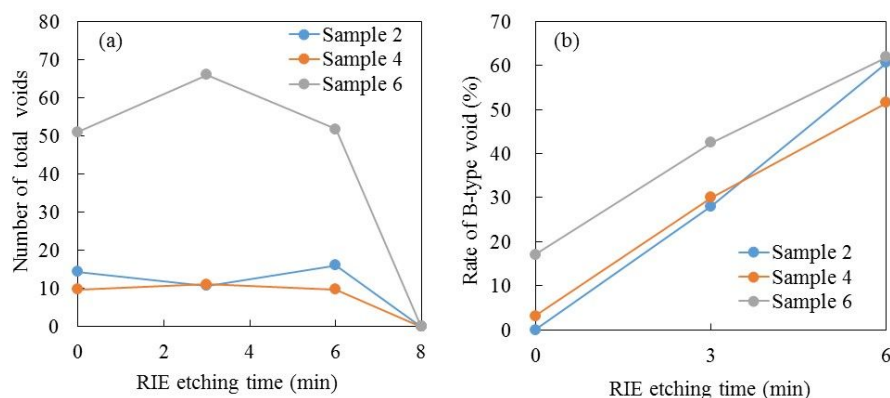 (a)
Sample 2
Sample 4
Sample 6
Number of total voids
80
70
60
50
40
30
20
10
0
0 2 4 6 8
RIE etching time (min)
(b)
Rate of B-type void (%)
70
60
50
40
30
20
10
0
Sample 2
Sample 4
Sample 6
0 3 6
RIE etching time (min)